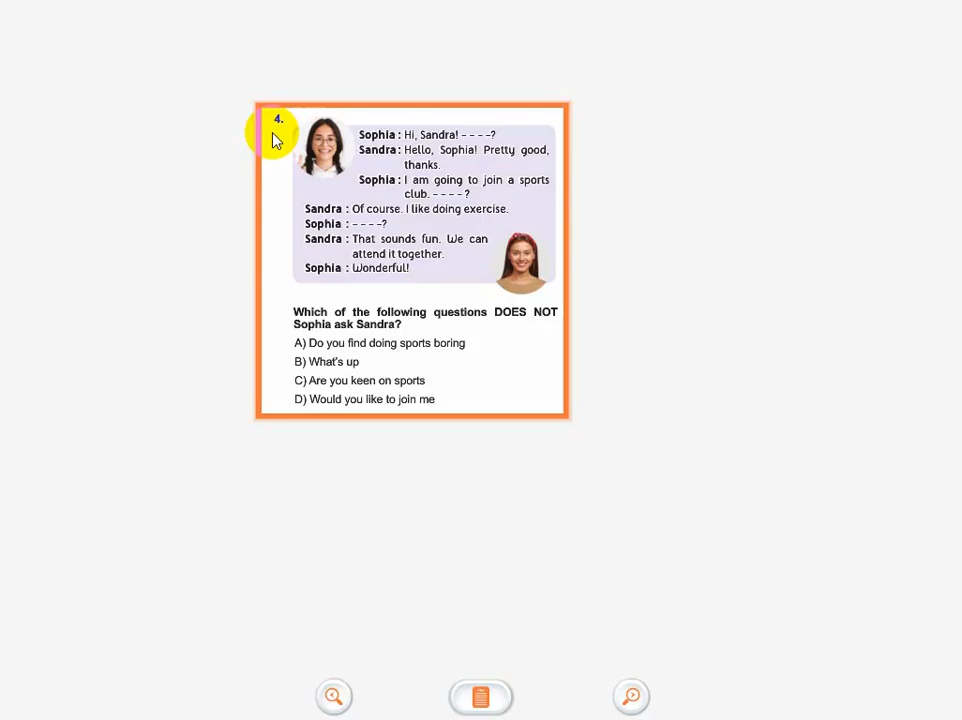 4.
Sophia : Hi, Sandra! – – – –?
Sandra : Hello, Sophia! Pretty good,
thanks.
Sophia : I am going to join a sports
club. – – – – ?
Sandra : Of course. I like doing exercise.
Sophia : – – – –?
Sandra : That sounds fun. We can
attend it together.
Sophia : Wonderful!
Which of the following questions DOES NOT
Sophia ask Sandra?
A) Do you find doing sports boring
B) What's up
C) Are you keen on sports
D) Would you like to join me